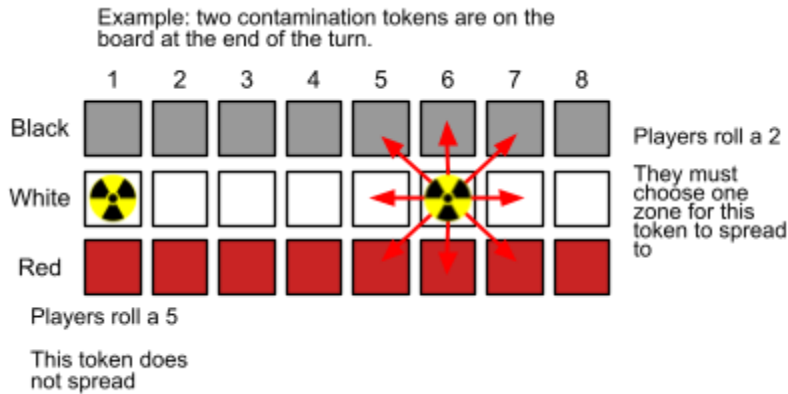 Example: two contamination tokens are on the
board at the end of the turn.
1 2 3 4 5 6 7 8
Black
Players roll a 2
White
They must
choose one
zone for this
token to spread
to
Red
Players roll a 5
This token does
not spread